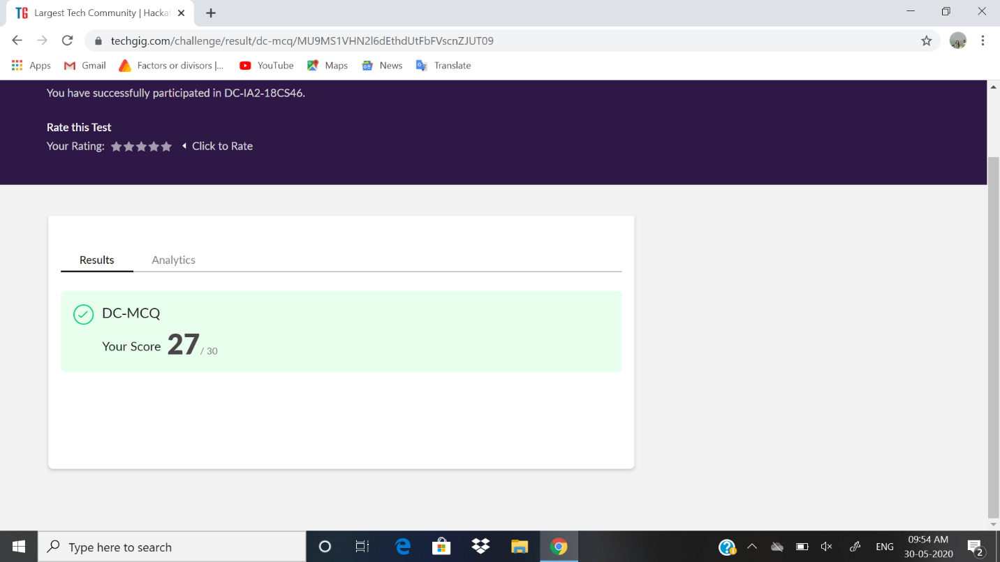 TG Largest Tech Community | Hackat
techgig.com/challenge/result/dc-mcq/MU9MS1VHN2l6dEthdUtFbFVscnZJUT09
Apps Gmail Factors or divisors |... YouTube Maps News Translate
You have successfully participated in DC-IA2-18CS46.
Rate this Test
Your Rating: Click to Rate
Results Analytics
DC-MCQ
Your Score 27 / 30
Type here to search
ENG
09:54 AM
30-05-2020
2